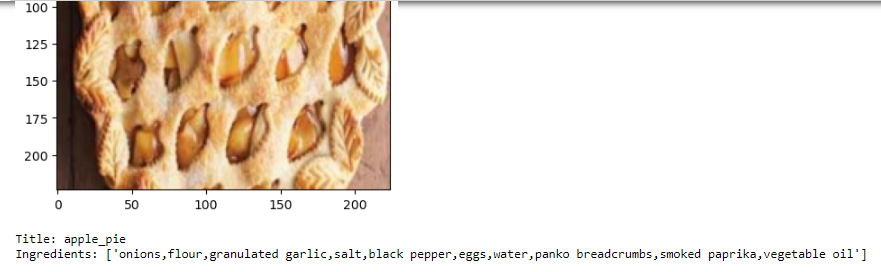 100
125
150
175
200
0 50 100 150 200
Title: apple_pie
Ingredients: ['onions,flour,granulated garlic,salt,black pepper,eggs,water,panko breadcrumbs,smoked paprika,vegetable oil']